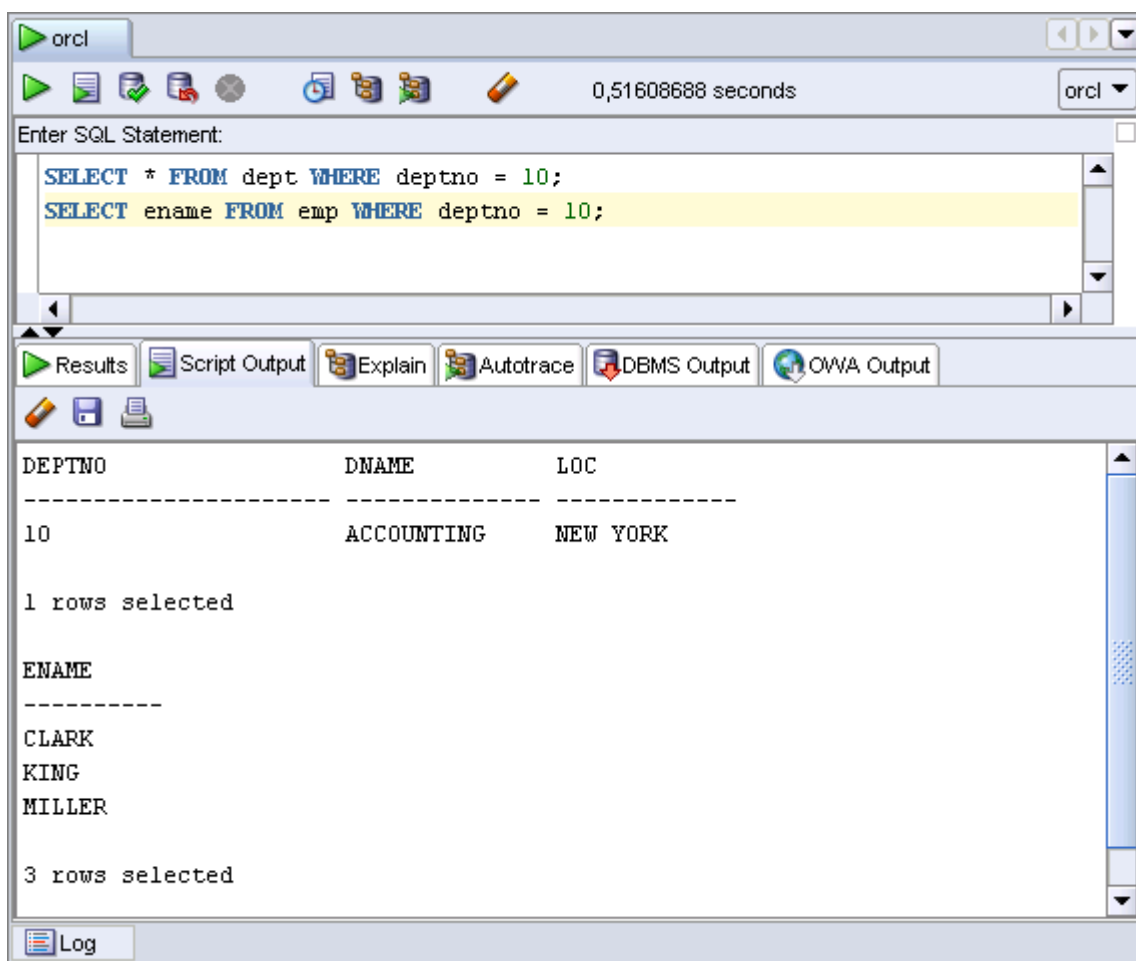 orcl
0,51608688 seconds
orcl
Enter SQL Statement:
SELECT * FROM dept WHERE deptno = 10;
SELECT ename FROM emp WHERE deptno = 10;
Results Script Output Explain Autotrace DBMS Output OWA Output
DEPTNO DNAME LOC
---------------------- -------------- -------------
10 ACCOUNTING NEW YORK
1 rows selected
ENAME
----------
CLARK
KING
MILLER
3 rows selected
Log